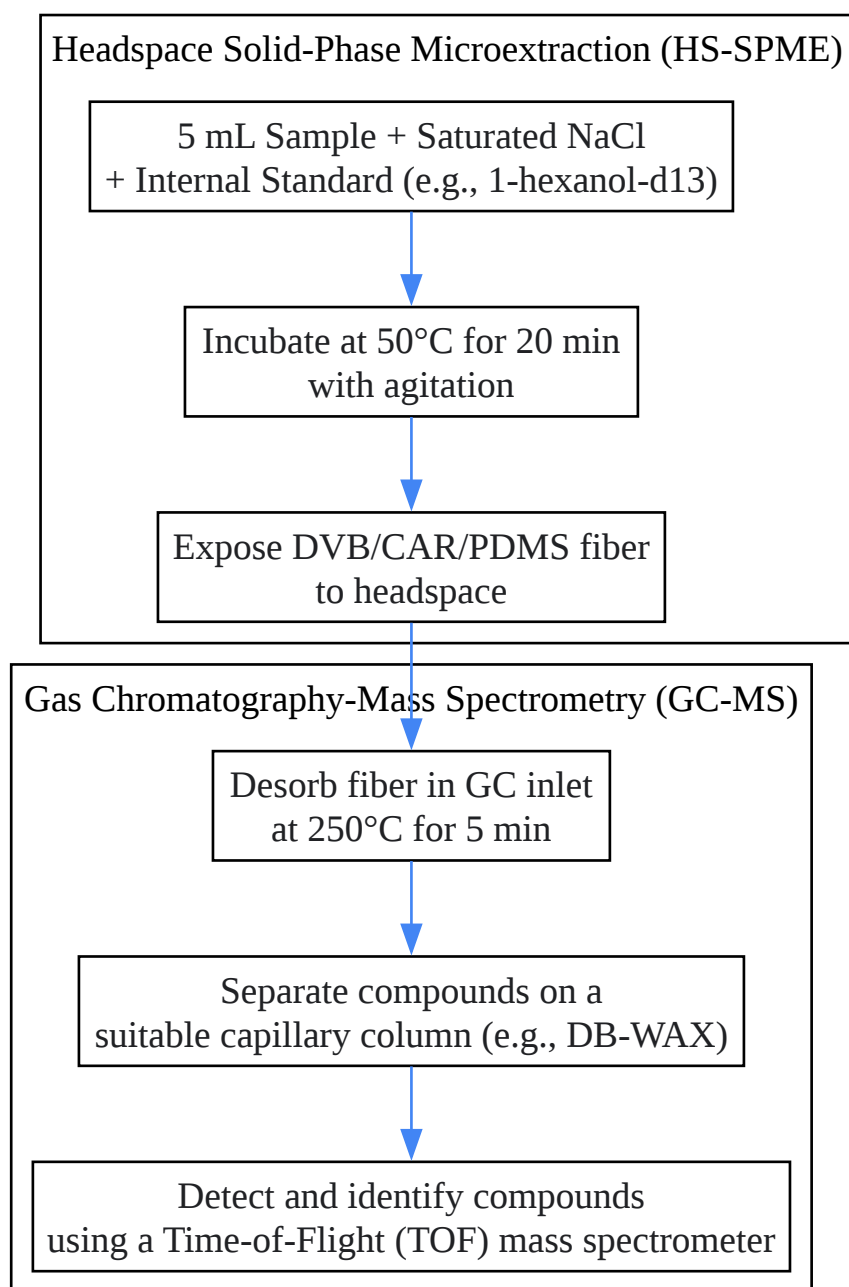 Headspace Solid-Phase Microextraction (HS-SPME)
5 mL Sample + Saturated NaCl
+ Internal Standard (e.g., 1-hexanol-d13)
Incubate at 50°C for 20 min
with agitation
Expose DVB/CAR/PDMS fiber
to headspace
Gas Chromatography-Mass Spectrometry (GC-MS)
Desorb fiber in GC inlet
at 250°C for 5 min
Separate compounds on a
suitable capillary column (e.g., DB-WAX)
Detect and identify compounds
using a Time-of-Flight (TOF) mass spectrometer